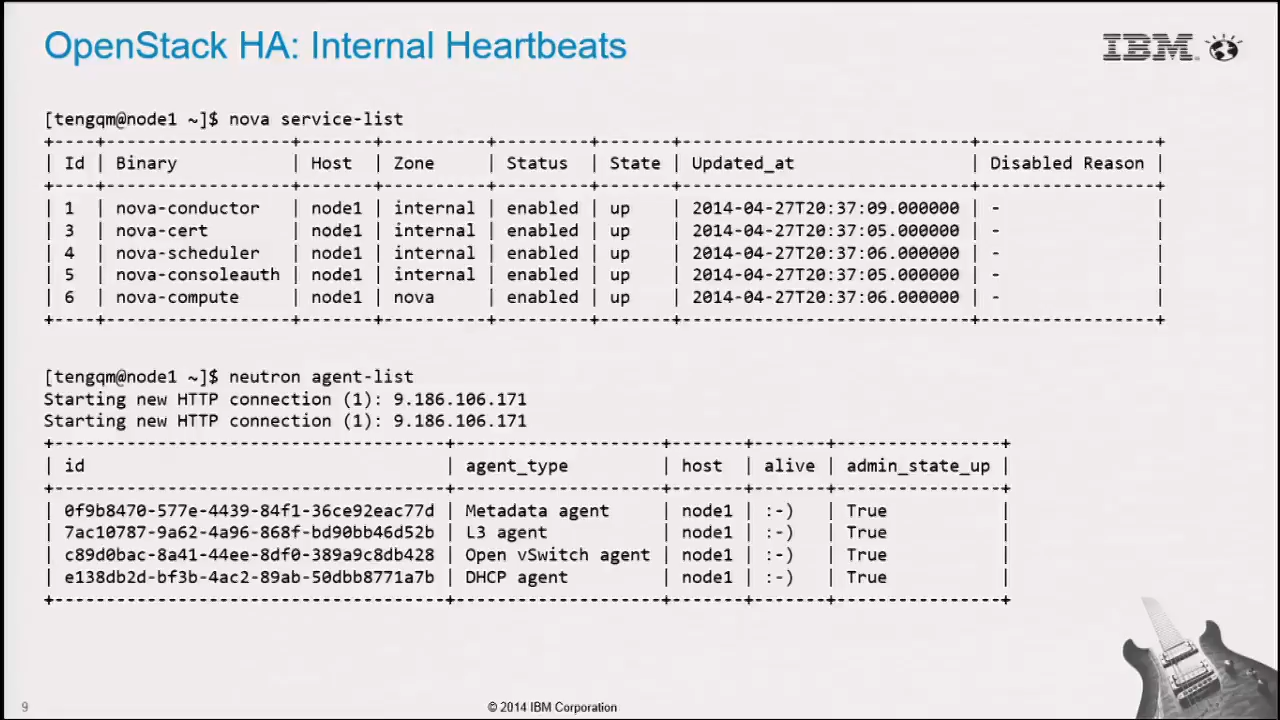 OpenStack HA: Internal Heartbeats
IBM
[tengqm@node1 ~]$ nova service-list
+----+------------------+-------+----------+---------+-------+----------------------------+-----------------+
| Id | Binary | Host | Zone | Status | State | Updated_at | Disabled Reason |
+----+------------------+-------+----------+---------+-------+----------------------------+-----------------+
| 1 | nova-conductor | node1 | internal | enabled | up | 2014-04-27T20:37:09.000000 | - |
| 3 | nova-cert | node1 | internal | enabled | up | 2014-04-27T20:37:05.000000 | - |
| 4 | nova-scheduler | node1 | internal | enabled | up | 2014-04-27T20:37:06.000000 | - |
| 5 | nova-consoleauth | node1 | internal | enabled | up | 2014-04-27T20:37:05.000000 | - |
| 6 | nova-compute | node1 | nova | enabled | up | 2014-04-27T20:37:06.000000 | - |
+----+------------------+-------+----------+---------+-------+----------------------------+-----------------+
[tengqm@node1 ~]$ neutron agent-list
Starting new HTTP connection (1): 9.186.106.171
Starting new HTTP connection (1): 9.186.106.171
+--------------------------------------+--------------------+-------+-------+----------------+
| id | agent_type | host | alive | admin_state_up |
+--------------------------------------+--------------------+-------+-------+----------------+
| 0f9b8470-577e-4439-84f1-36ce92eac77d | Metadata agent | node1 | :-) | True |
| 7ac10787-9a62-4a96-868f-bd90bb46d52b | L3 agent | node1 | :-) | True |
| c89d0bac-8a41-44ee-8df0-389a9c8db428 | Open vSwitch agent | node1 | :-) | True |
| e138db2d-bf3b-4ac2-89ab-50dbb8771a7b | DHCP agent | node1 | :-) | True |
+--------------------------------------+--------------------+-------+-------+----------------+
9
© 2014 IBM Corporation